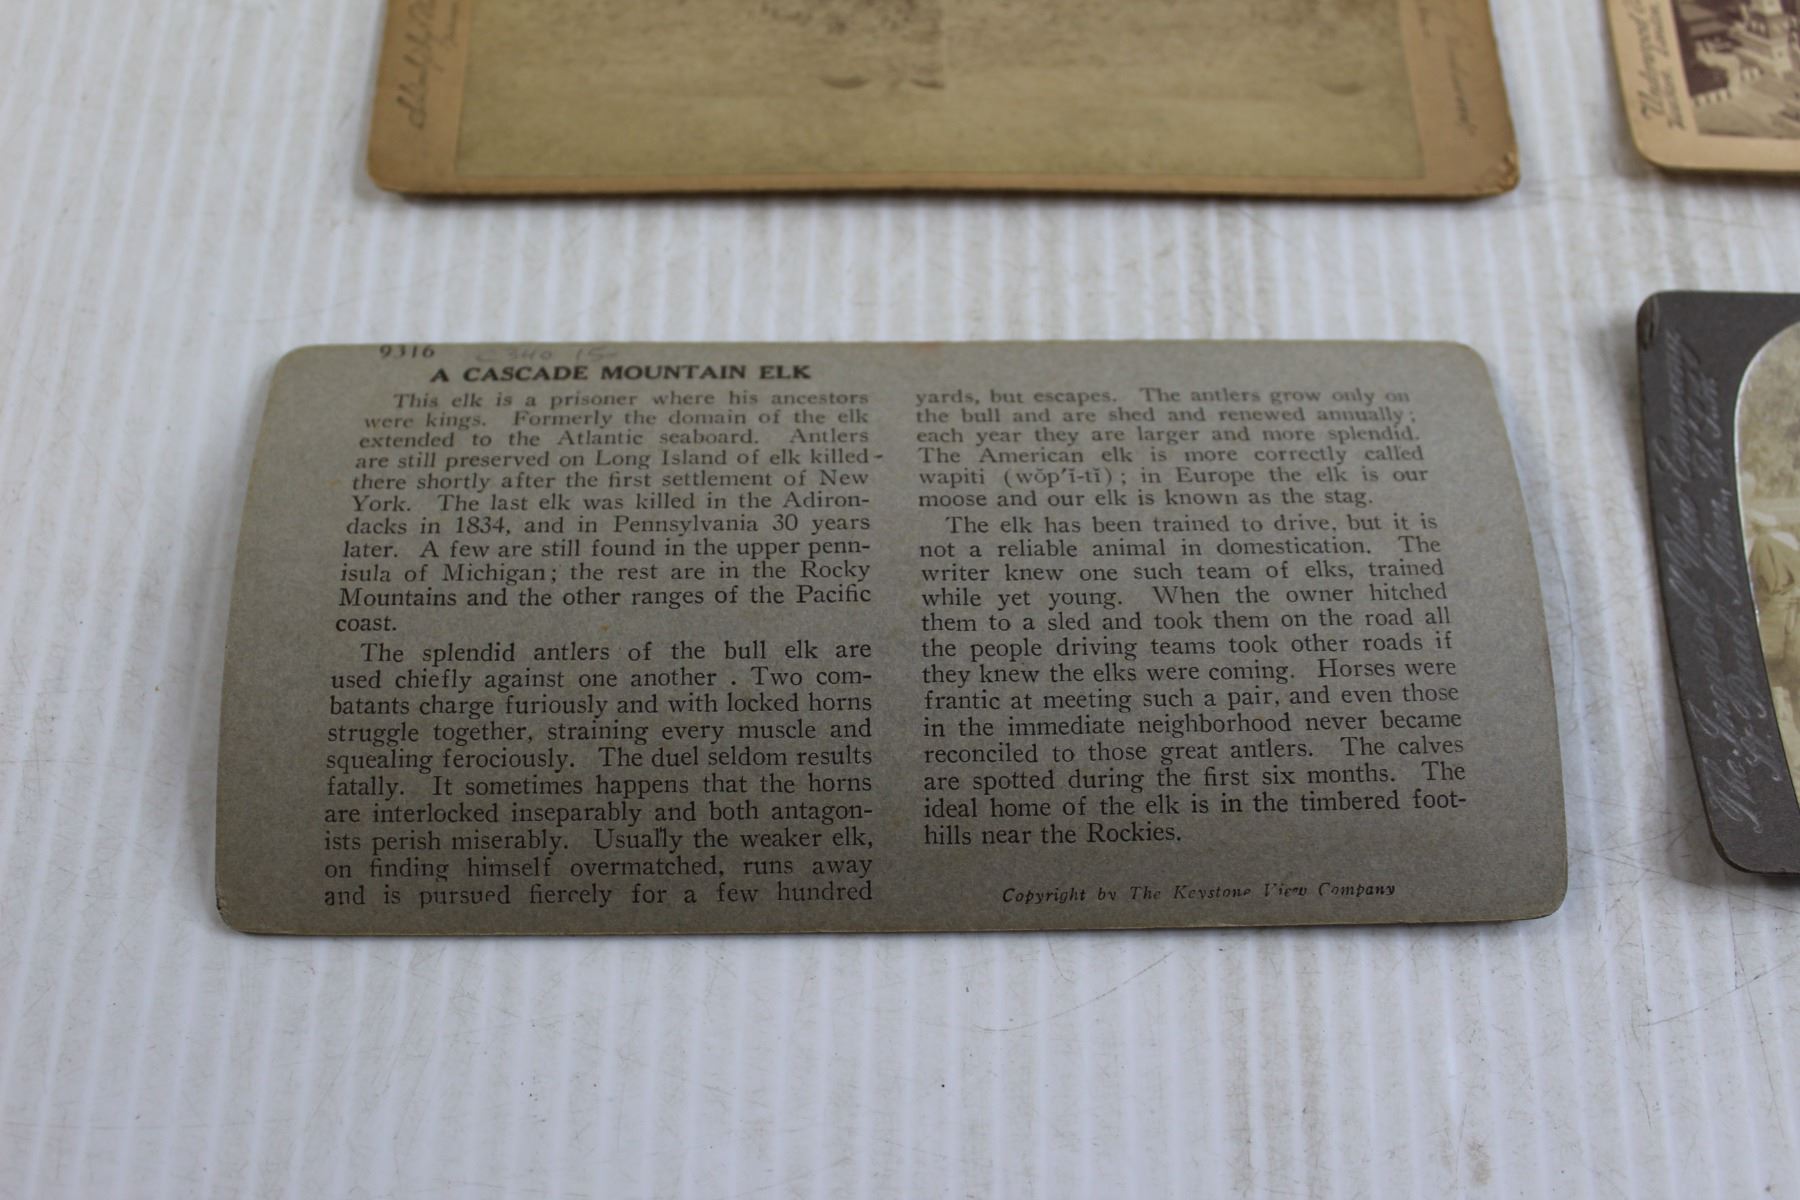 9316
A CASCADE MOUNTAIN ELK
This elk is a prisoner where his ancestors
were kings. Formerly the domain of the elk
extended to the Atlantic seaboard. Antlers
are still preserved on Long Island of elk killed-
there shortly after the first settlement of New
York. The last elk was killed in the Adiron-
dacks in 1834, and in Pennsylvania 30 years
later. A few are still found in the upper penn-
isula of Michigan; the rest are in the Rocky
Mountains and the other ranges of the Pacific
coast.
The splendid antlers of the bull elk are
used chiefly against one another . Two com-
batants charge furiously and with locked horns
struggle together, straining every muscle and
squealing ferociously. The duel seldom results
fatally. It sometimes happens that the horns
are interlocked inseparably and both antagon-
ists perish miserably. Usually the weaker elk,
on finding himself overmatched, runs away
and is pursued fiercely for a few hundred
yards, but escapes. The antlers grow only on
the bull and are shed and renewed annually;
each year they are larger and more splendid.
The American elk is more correctly called
wapiti (wŏp'ĭ-tĭ); in Europe the elk is our
moose and our elk is known as the stag.
The elk has been trained to drive, but it is
not a reliable animal in domestication. The
writer knew one such team of elks, trained
while yet young. When the owner hitched
them to a sled and took them on the road all
the people driving teams took other roads if
they knew the elks were coming. Horses were
frantic at meeting such a pair, and even those
in the immediate neighborhood never became
reconciled to those great antlers. The calves
are spotted during the first six months. The
ideal home of the elk is in the timbered foot-
hills near the Rockies.
Copyright by The Keystone View Company
Underwood
View Company
St. Paul, Minn,